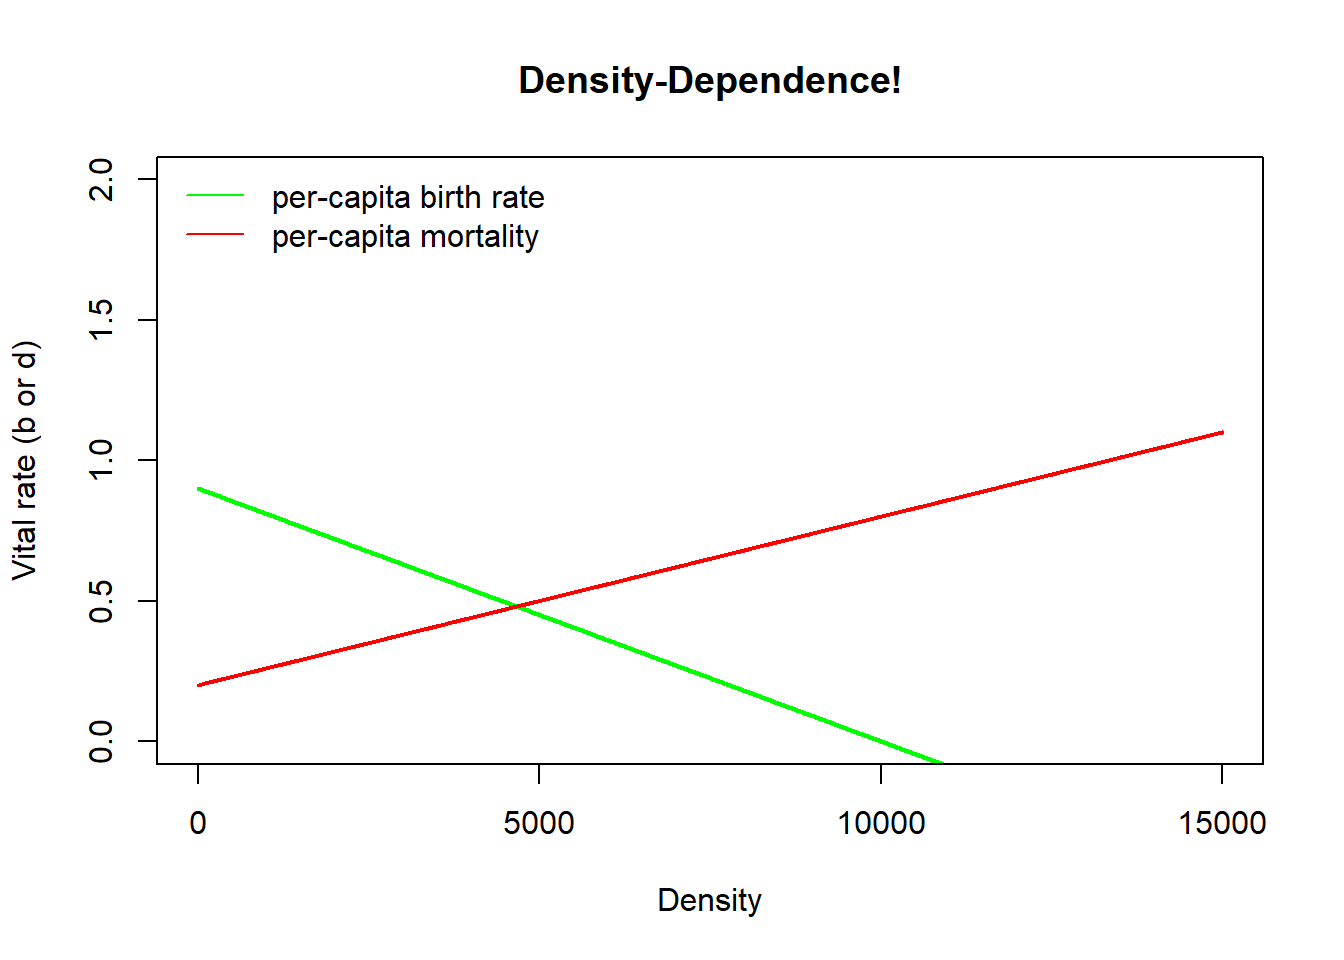 Density-Dependence!
per-capita birth rate
per-capita mortality
Vital rate (b or d)
2.0
1.5
1.0
0.5
0.0
0 5000 10000 15000
Density